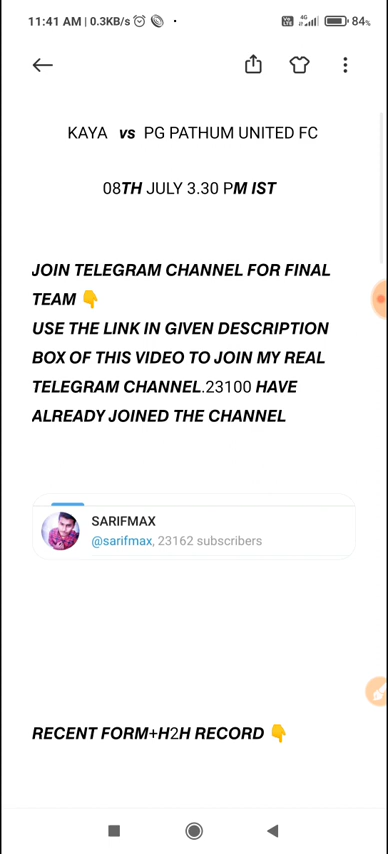 11:41 AM | 0.3KB/s
4G
84%
KAYA vs PG PATHUM UNITED FC
08TH JULY 3.30 PM IST
JOIN TELEGRAM CHANNEL FOR FINAL
TEAM 👇
USE THE LINK IN GIVEN DESCRIPTION
BOX OF THIS VIDEO TO JOIN MY REAL
TELEGRAM CHANNEL.23100 HAVE
ALREADY JOINED THE CHANNEL
SARIFMAX
@sarifmax, 23162 subscribers
RECENT FORM+H2H RECORD 👇